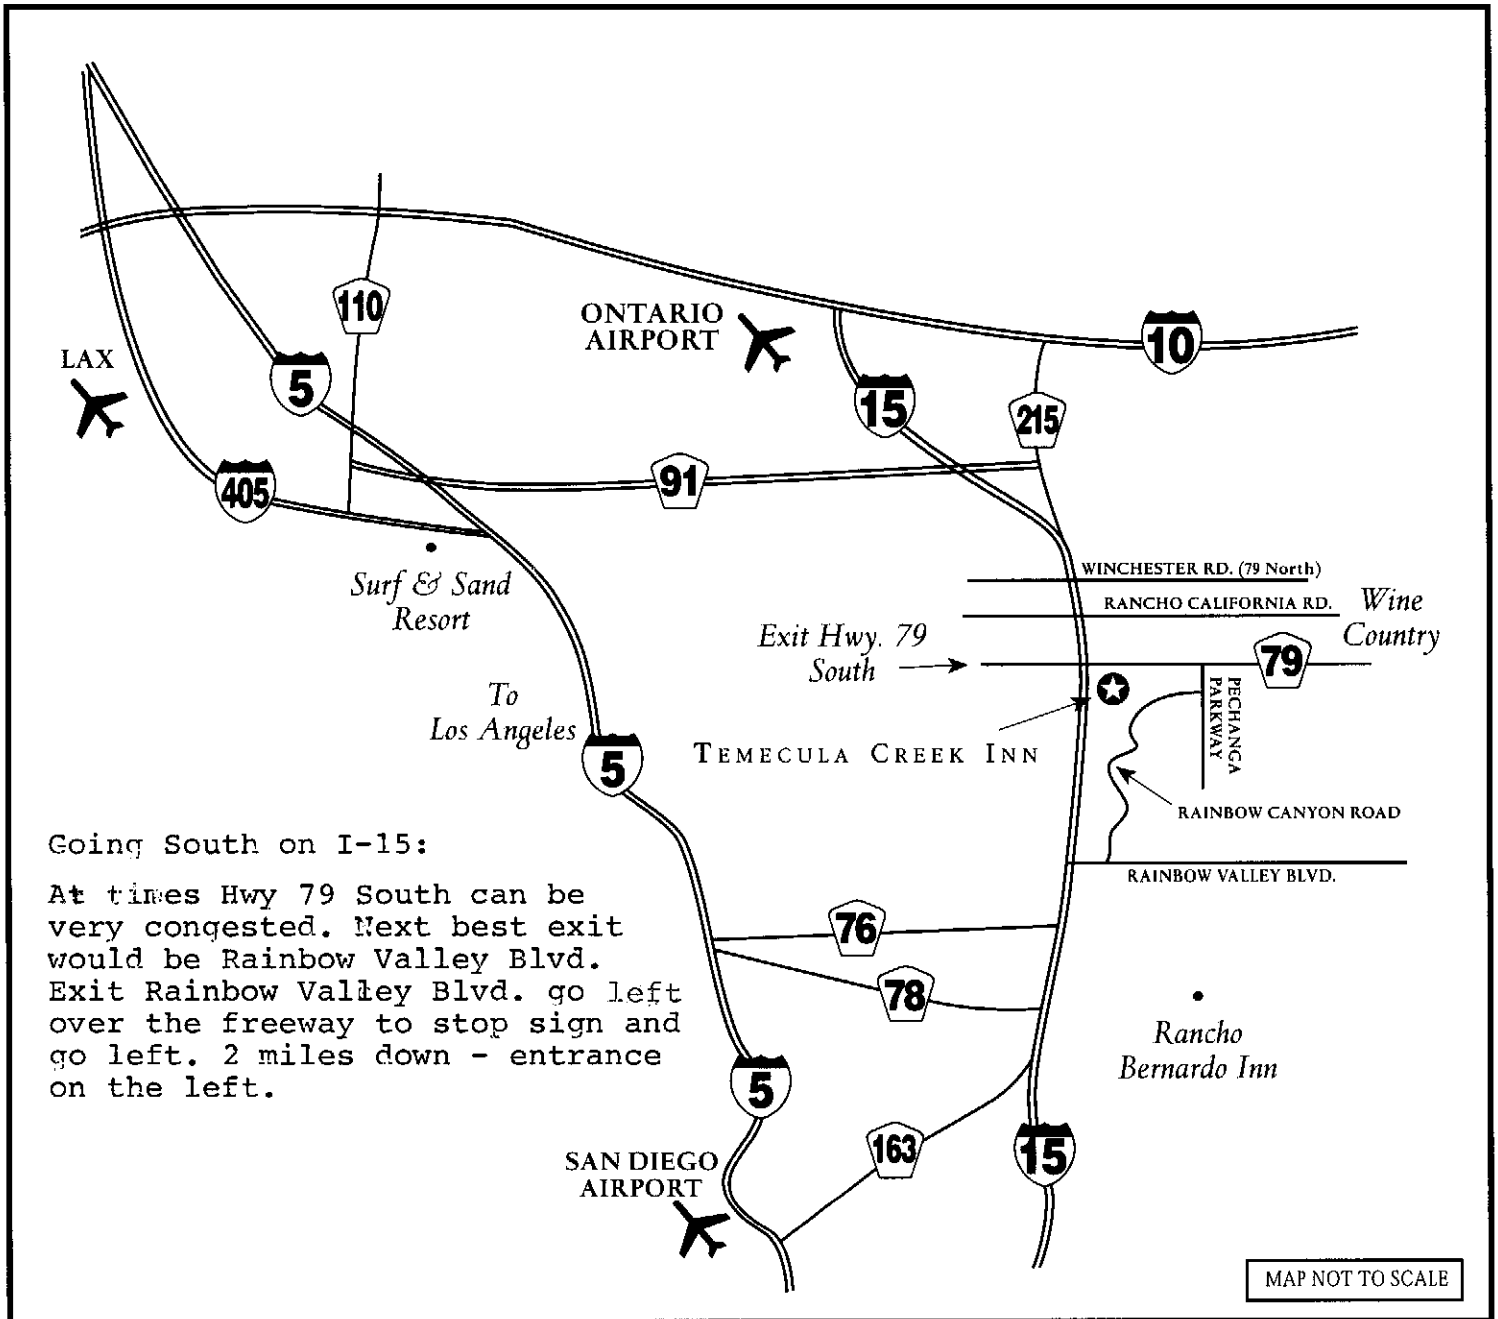 110
LAX
ONTARIO
AIRPORT
5
10
15
215
405
91
Surf & Sand
Resort
WINCHESTER RD. (79 North)
RANCHO CALIFORNIA RD.
Wine
Country
Exit Hwy. 79
South
79
PECHANGA
PARKWAY
To
Los Angeles
TEMECULA CREEK INN
5
RAINBOW CANYON ROAD
RAINBOW VALLEY BLVD.
Going South on I-15:
At times Hwy 79 South can be
very congested. Next best exit
would be Rainbow Valley Blvd.
Exit Rainbow Valley Blvd. go left
over the freeway to stop sign and
go left. 2 miles down - entrance
on the left.
76
78
Rancho
Bernardo Inn
5
163
15
SAN DIEGO
AIRPORT
MAP NOT TO SCALE